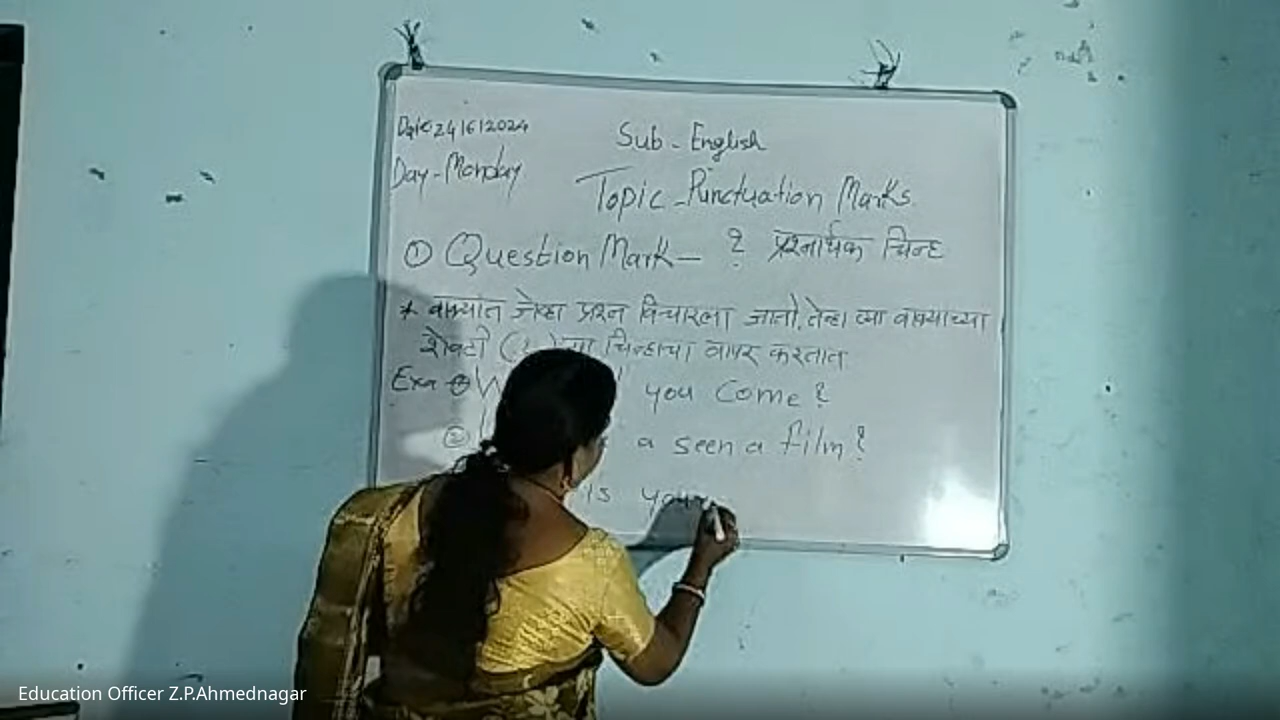 Date 24/6/2024
Sub - English
Day - Monday
Topic - Punctuation Marks
① Question Mark - ? प्रश्नार्थक चिन्ह
* वाक्यात जेव्हा प्रश्न विचारला जातो, तेव्हा त्या वाक्याच्या
शेवटी ( ) या चिन्हाचा वापर करतात
Exa ① you Come?
② a seen a film?
is your
Education Officer Z.P.Ahmednagar